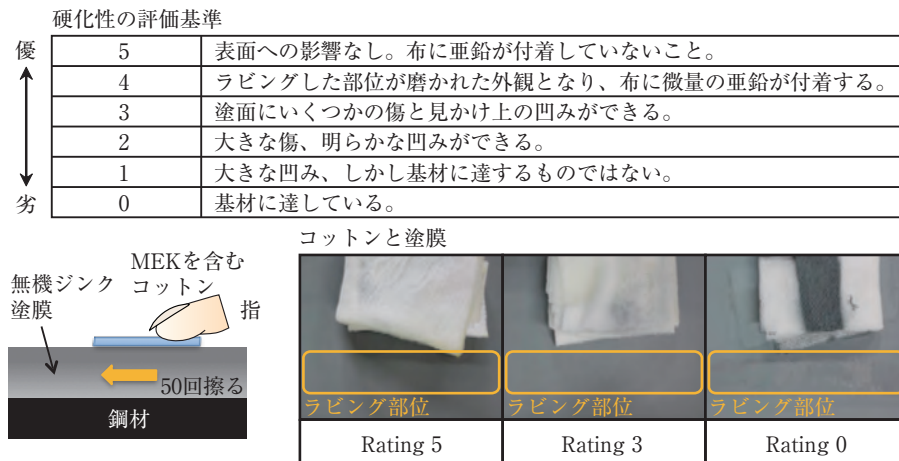 硬化性の評価基準
優
5 表面への影響なし。布に亜鉛が付着していないこと。
4 ラビングした部位が磨かれた外観となり、布に微量の亜鉛が付着する。
3 塗面にいくつかの傷と見かけ上の凹みができる。
2 大きな傷、明らかな凹みができる。
1 大きな凹み、しかし基材に達するものではない。
劣
0 基材に達している。
MEKを含む
コットン
無機ジンク
塗膜
指
50回擦る
鋼材
コットンと塗膜
ラビング部位 ラビング部位 ラビング部位
Rating 5 Rating 3 Rating 0